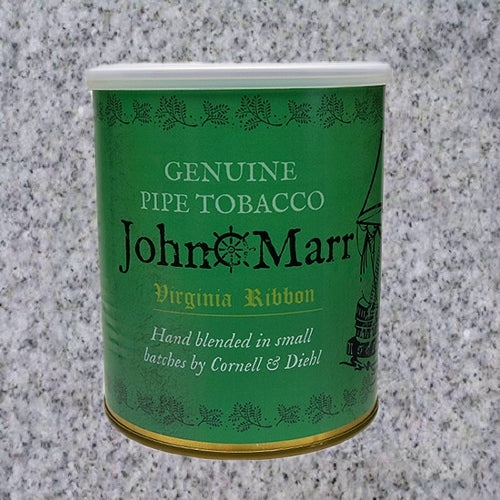 GENUINE
PIPE TOBACCO
John Marr
Virginia Ribbon
Hand blended in small
batches by Cornell & Diehl